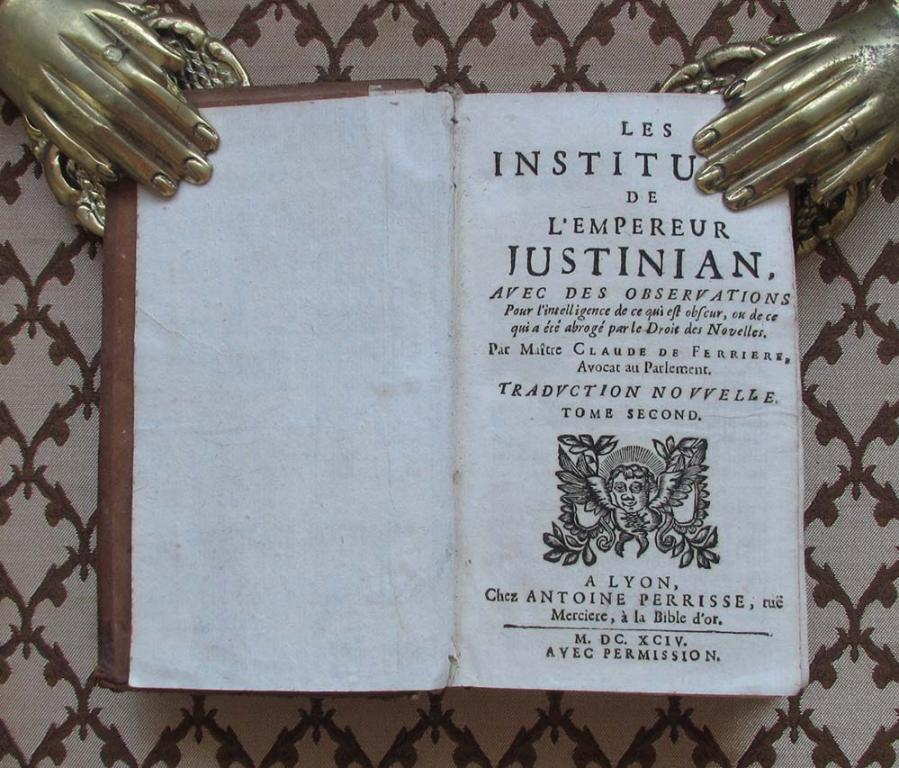 LES
INSTITU
DE
L'EMPEREUR
JUSTINIAN,
AVEC DES OBSERVATIONS
Pour l'intelligence de ce qui eſt obſcur, ou de ce
qui a été abrogé par le Droit des Novelles.
Par Maître CLAUDE DE FERRIERE,
Avocat au Parlement.
TRADVCTION NOVVELLE.
TOME SECOND.
A LYON,
Chez ANTOINE PERRISSE, ruë
Merciere, à la Bible d'or.
M. DC. XCIV.
AVEC PERMISSION.